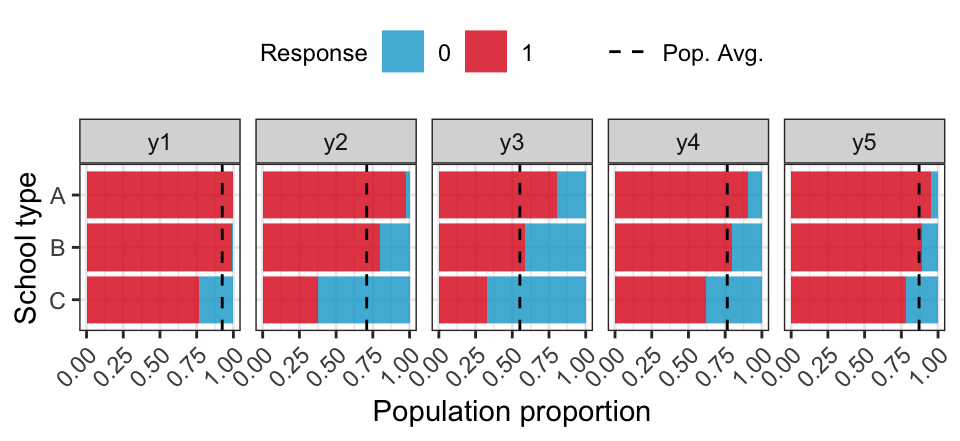 Response 0 1 Pop. Avg.
y1 y2 y3 y4 y5
School type
A
B
C
0.00 0.25 0.50 0.75 1.00 0.00 0.25 0.50 0.75 1.00 0.00 0.25 0.50 0.75 1.00 0.00 0.25 0.50 0.75 1.00 0.00 0.25 0.50 0.75 1.00
Population proportion